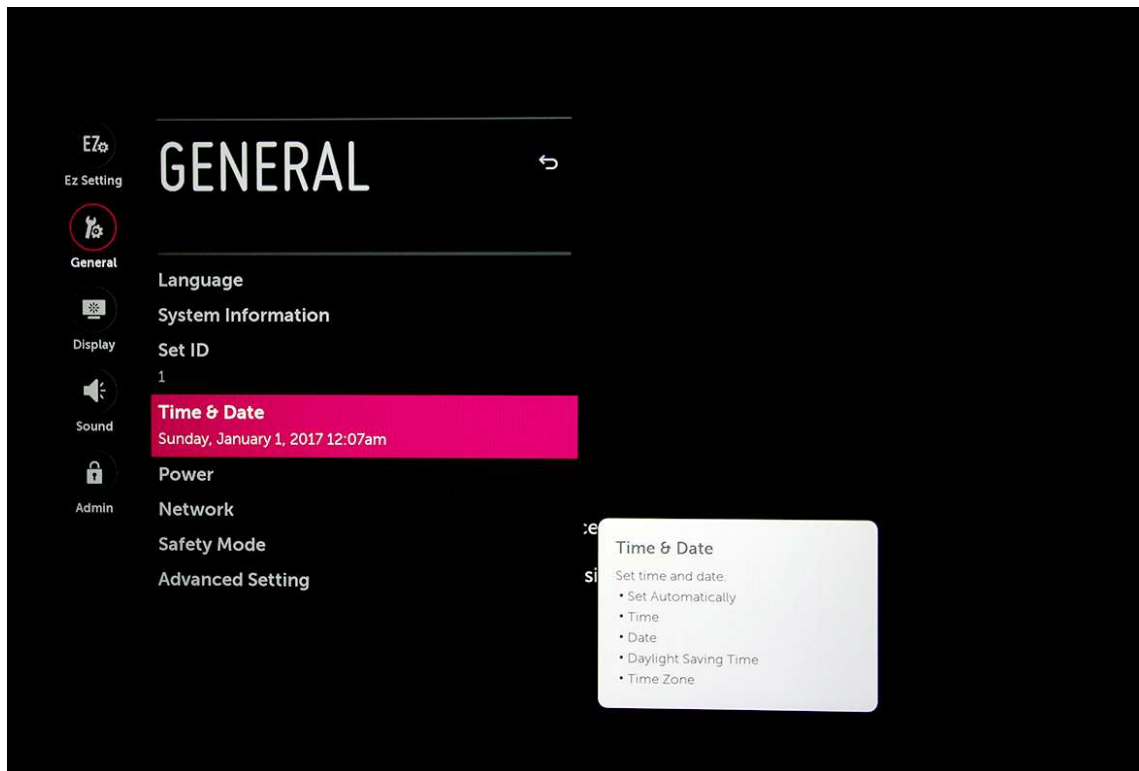 EZ
Ez Setting
General
Display
Sound
Admin
GENERAL
Language
System Information
Set ID
1
Time & Date
Sunday, January 1, 2017 12:07am
Power
Network
Safety Mode
Advanced Setting
Time & Date
Set time and date.
• Set Automatically
• Time
• Date
• Daylight Saving Time
• Time Zone